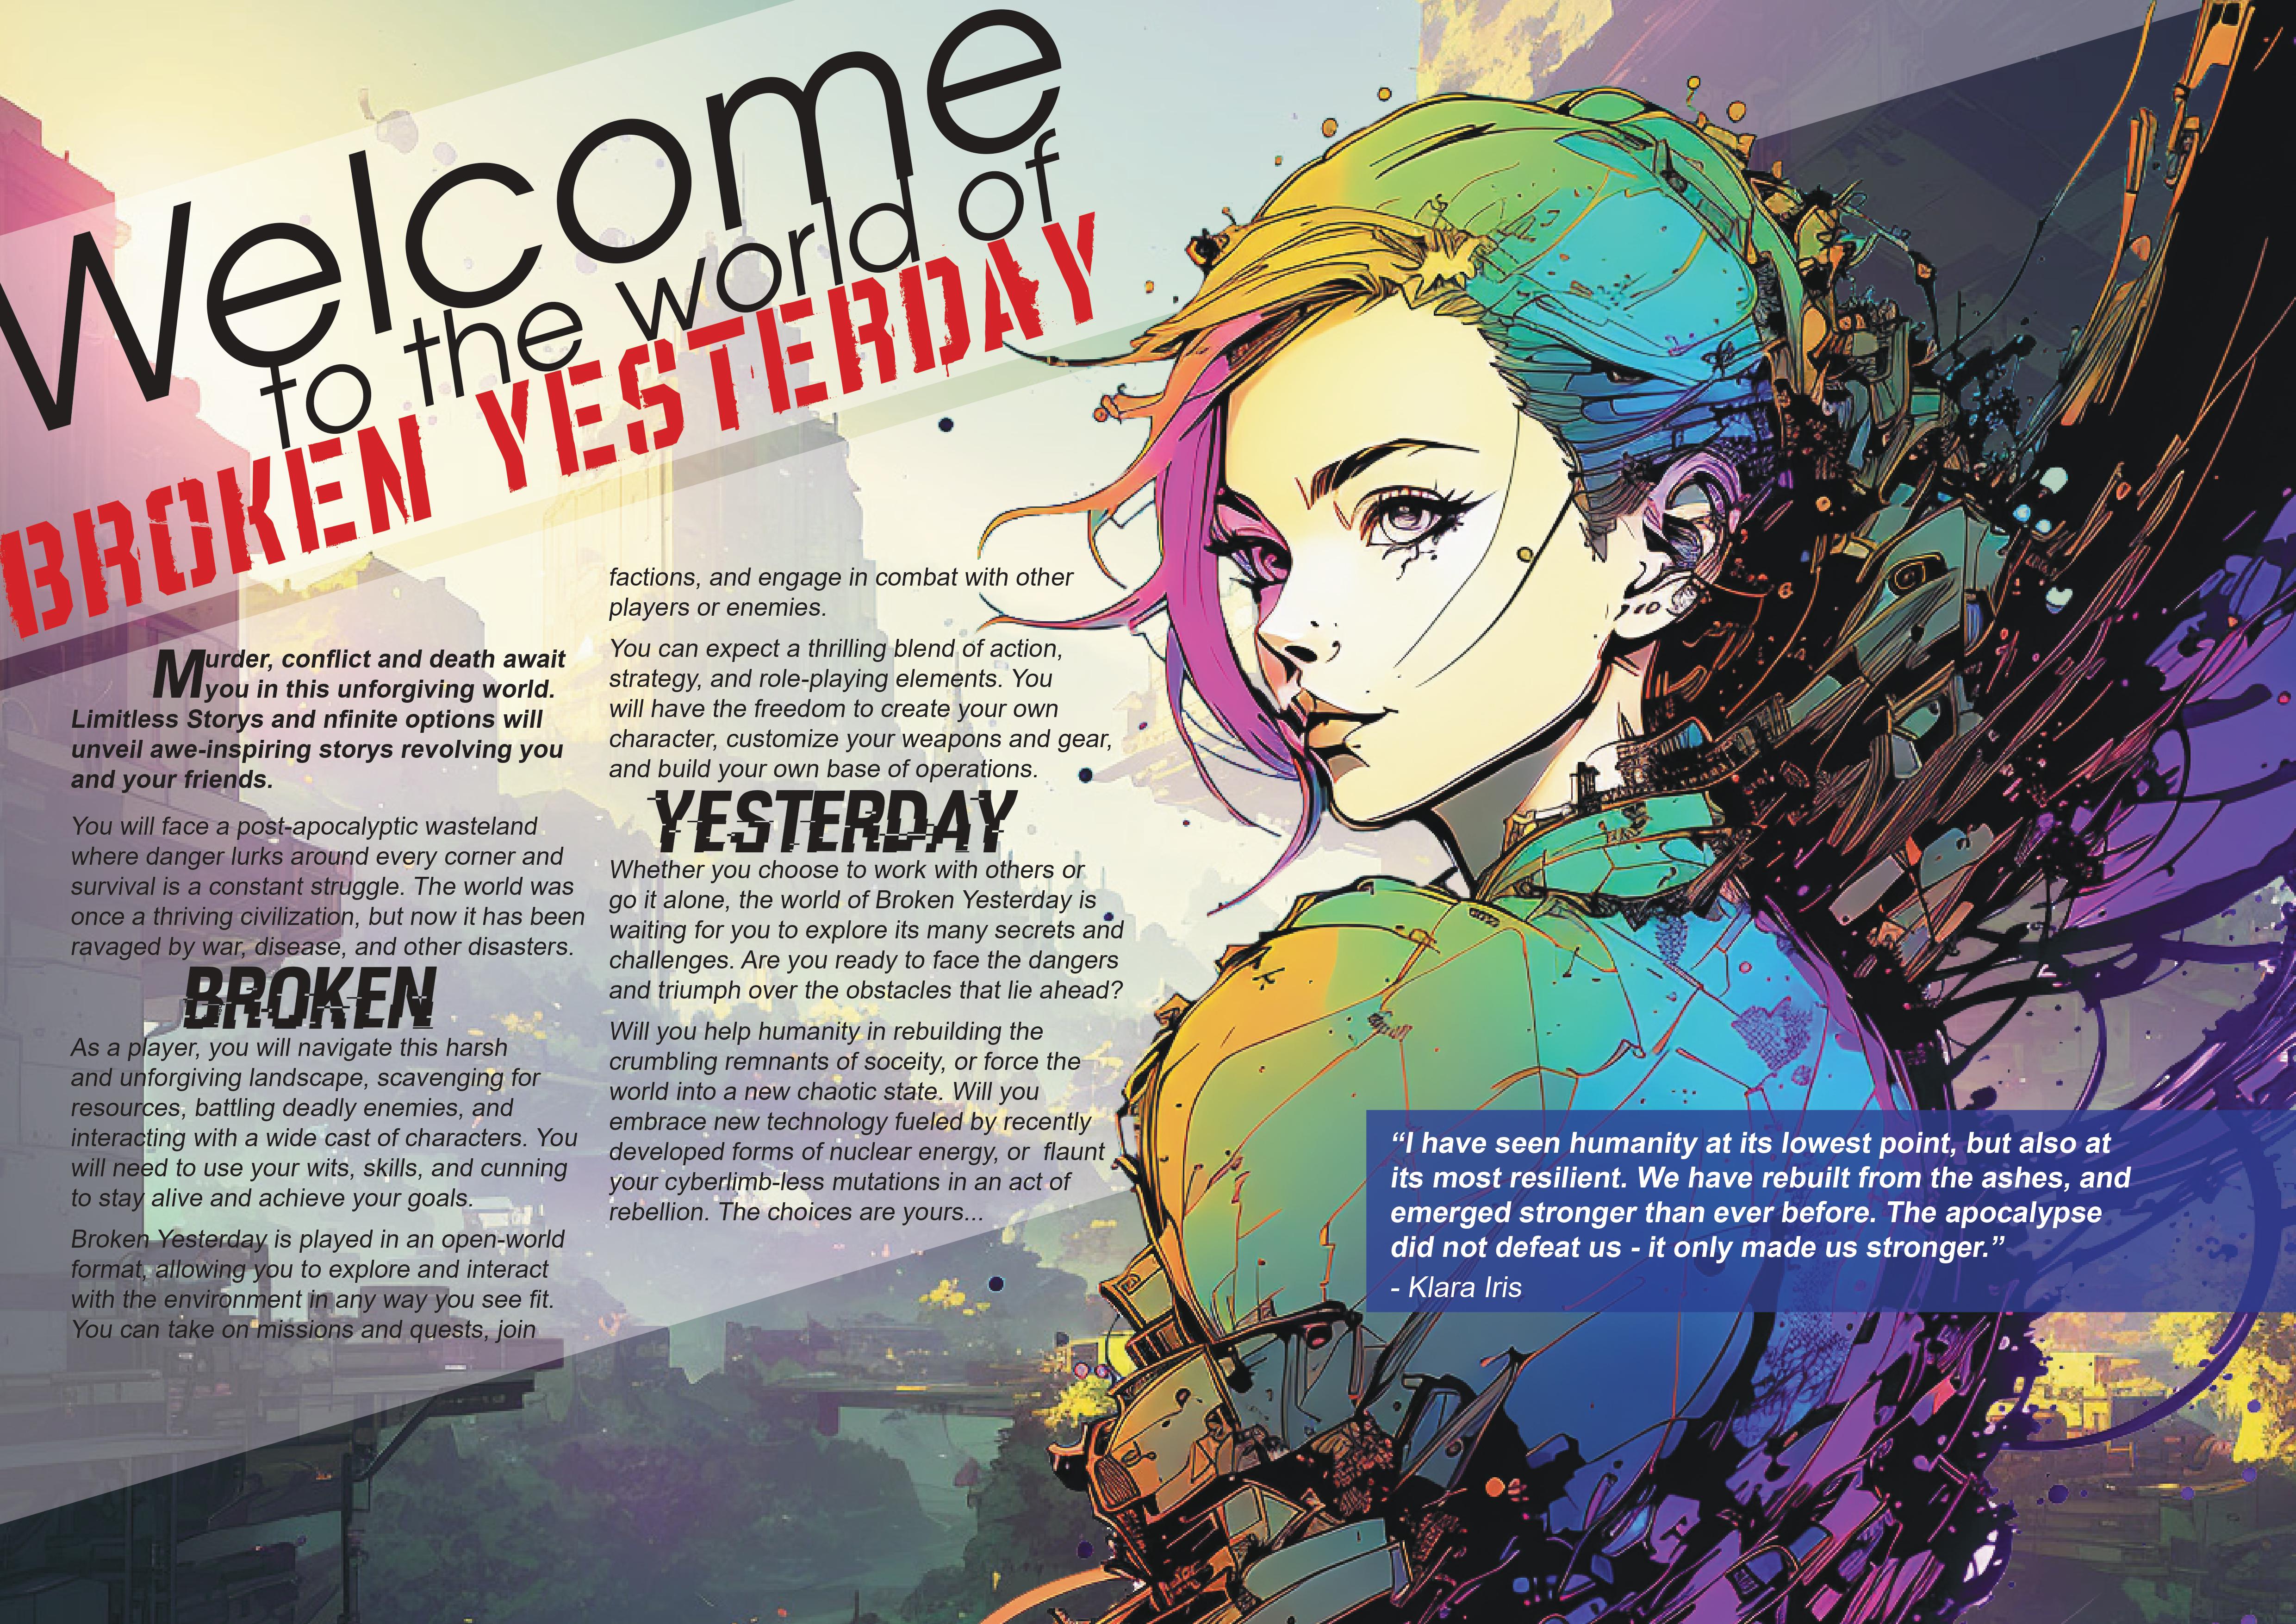 Welcome
to the world of
BROKEN YESTERDAY
Murder, conflict and death await
you in this unforgiving world.
Limitless Storys and nfinite options will
unveil awe-inspiring storys revolving you
and your friends.
You will face a post-apocalyptic wasteland
where danger lurks around every corner and
survival is a constant struggle. The world was
once a thriving civilization, but now it has been
ravaged by war, disease, and other disasters.
BROKEN
As a player, you will navigate this harsh
and unforgiving landscape, scavenging for
resources, battling deadly enemies, and
interacting with a wide cast of characters. You
will need to use your wits, skills, and cunning
to stay alive and achieve your goals.
Broken Yesterday is played in an open-world
format, allowing you to explore and interact
with the environment in any way you see fit.
You can take on missions and quests, join
factions, and engage in combat with other
players or enemies.
You can expect a thrilling blend of action,
strategy, and role-playing elements. You
will have the freedom to create your own
character, customize your weapons and gear,
and build your own base of operations.
YESTERDAY
Whether you choose to work with others or
go it alone, the world of Broken Yesterday is
waiting for you to explore its many secrets and
challenges. Are you ready to face the dangers
and triumph over the obstacles that lie ahead?
Will you help humanity in rebuilding the
crumbling remnants of soceity, or force the
world into a new chaotic state. Will you
embrace new technology fueled by recently
developed forms of nuclear energy, or  flaunt
your cyberlimb-less mutations in an act of
rebellion. The choices are yours...
“I have seen humanity at its lowest point, but also at
its most resilient. We have rebuilt from the ashes, and
emerged stronger than ever before. The apocalypse
did not defeat us - it only made us stronger.”
- Klara Iris